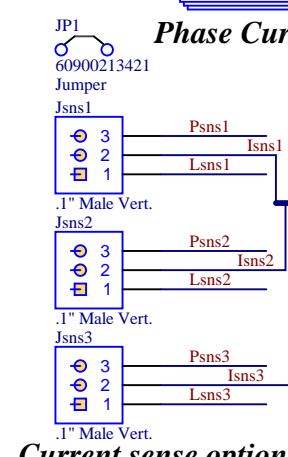 JP1
Phase Cur
60900213421
Jumper
Jsns1
3 Psns1
2 Isns1
1 Lsns1
.1" Male Vert.
Jsns2
3 Psns2
2 Isns2
1 Lsns2
.1" Male Vert.
Jsns3
3 Psns3
2 Isns3
1 Lsns3
.1" Male Vert.
Current sense option